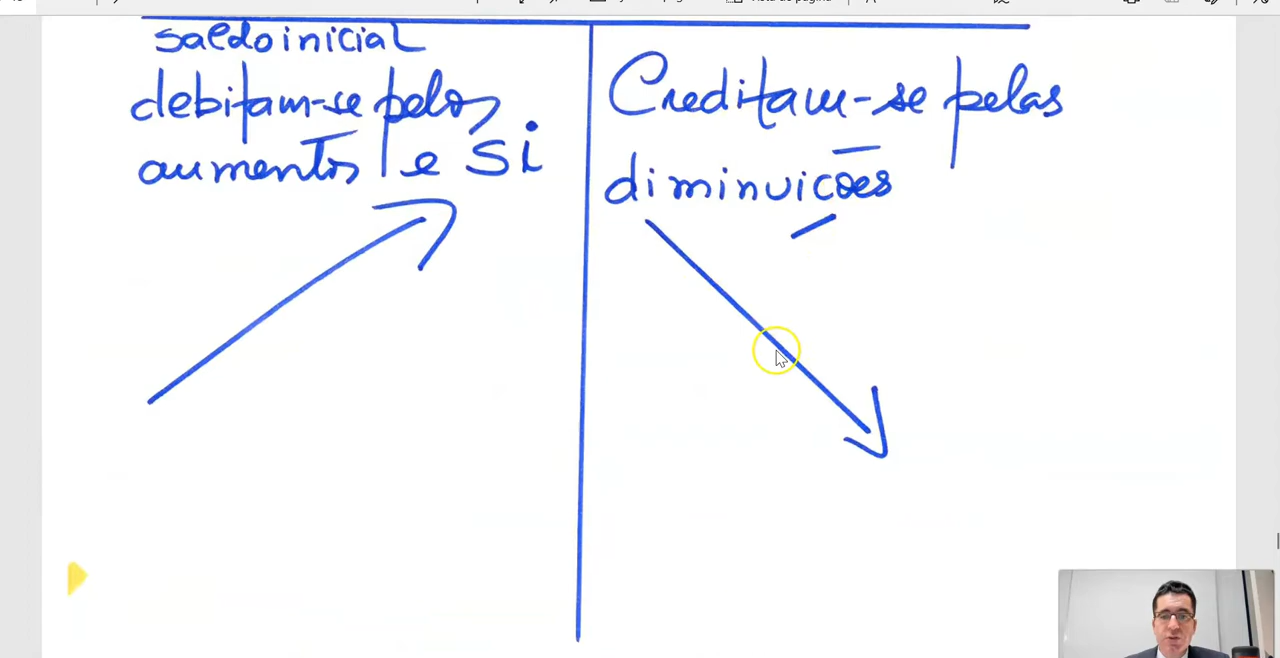 saldo inicial
debitam-se pelos
aumentos e Si
Creditam-se pelas
diminuições